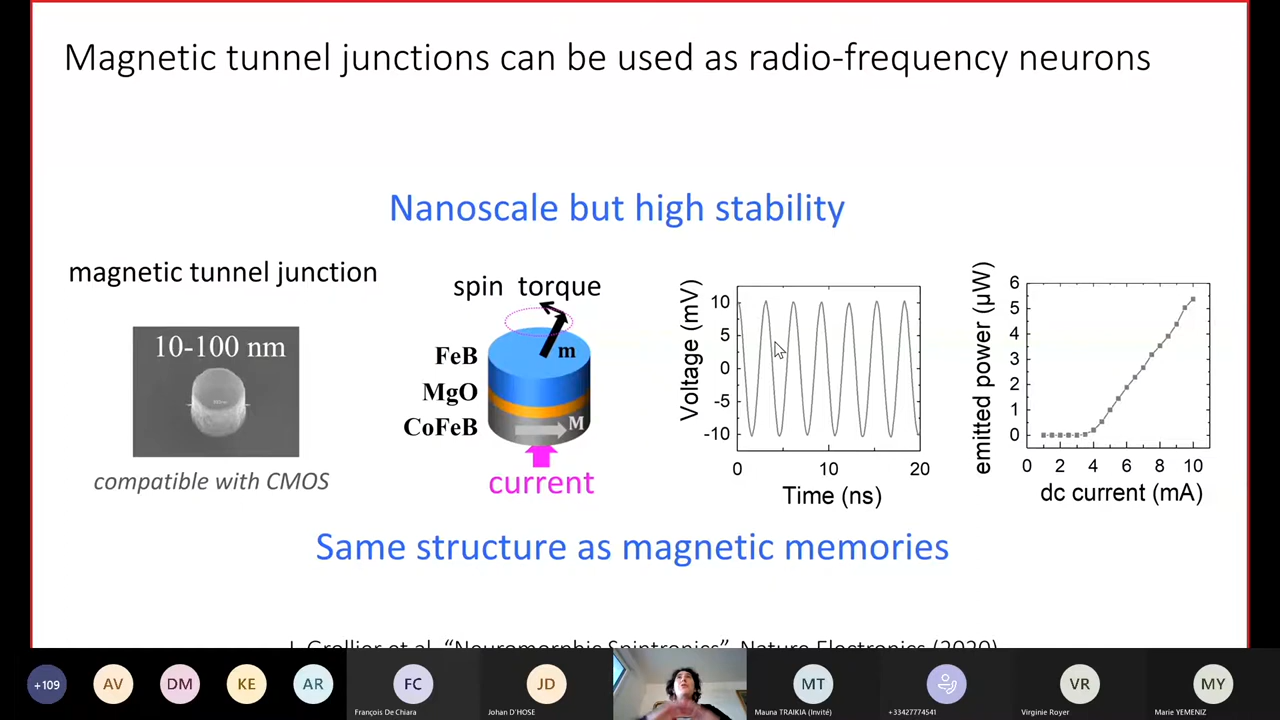 Magnetic tunnel junctions can be used as radio-frequency neurons
Nanoscale but high stability
magnetic tunnel junction
10-100 nm
compatible with CMOS
spin torque
m
FeB
MgO
CoFeB
M
current
Voltage (mV)
10
5
0
-5
-10
0 10 20
Time (ns)
emitted power (µW)
6
5
4
3
2
1
0
0 2 4 6 8 10
dc current (mA)
Same structure as magnetic memories
J. Grollier et al, “Neuromorphic Spintronics”, Nature Electronics (2020)
+109 AV DM KE AR FC JD MT VR MY
François De Chiara Johan D'HOSE Mauna TRAIKIA (Invité) +33427774541 Virginie Royer Marie YEMENIZ